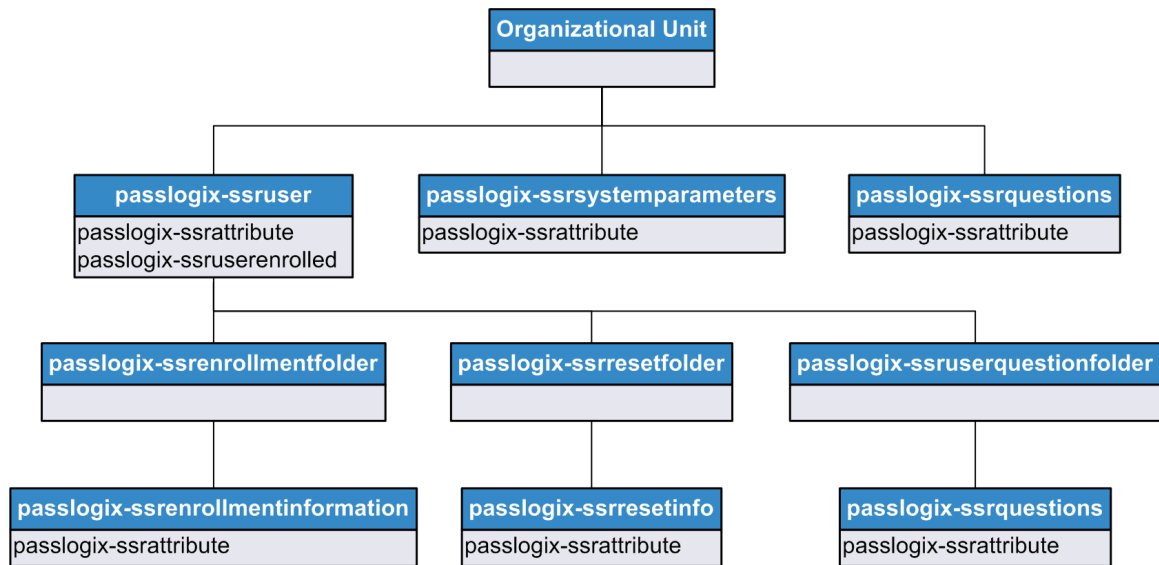 Organizational Unit
passlogix-ssruser
passlogix-ssrattribute
passlogix-ssruserenrolled
passlogix-ssrsystemparameters
passlogix-ssrattribute
passlogix-ssrquestions
passlogix-ssrattribute
passlogix-ssrenrollmentfolder
passlogix-ssrresetfolder
passlogix-ssruserquestionfolder
passlogix-ssrenrollmentinformation
passlogix-ssrattribute
passlogix-ssrresetinfo
passlogix-ssrattribute
passlogix-ssrquestions
passlogix-ssrattribute